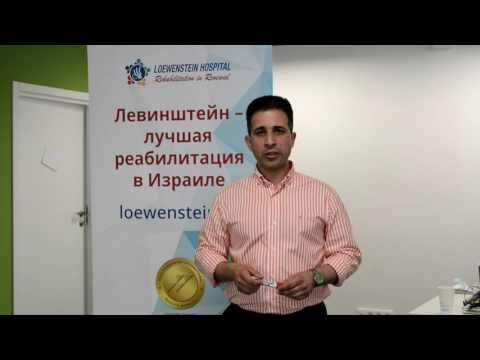 LOEWENSTEIN HOSPITAL
Rehabilitation in Renewal
Левинштейн –
лучшая
реабилитация
в Израиле
loewenstei